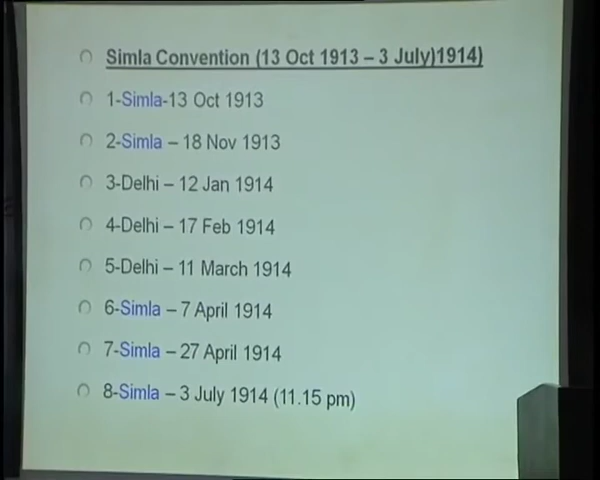 Simla Convention (13 Oct 1913 – 3 July)1914)
1-Simla-13 Oct 1913
2-Simla – 18 Nov 1913
3-Delhi – 12 Jan 1914
4-Delhi – 17 Feb 1914
5-Delhi – 11 March 1914
6-Simla – 7 April 1914
7-Simla – 27 April 1914
8-Simla – 3 July 1914 (11.15 pm)